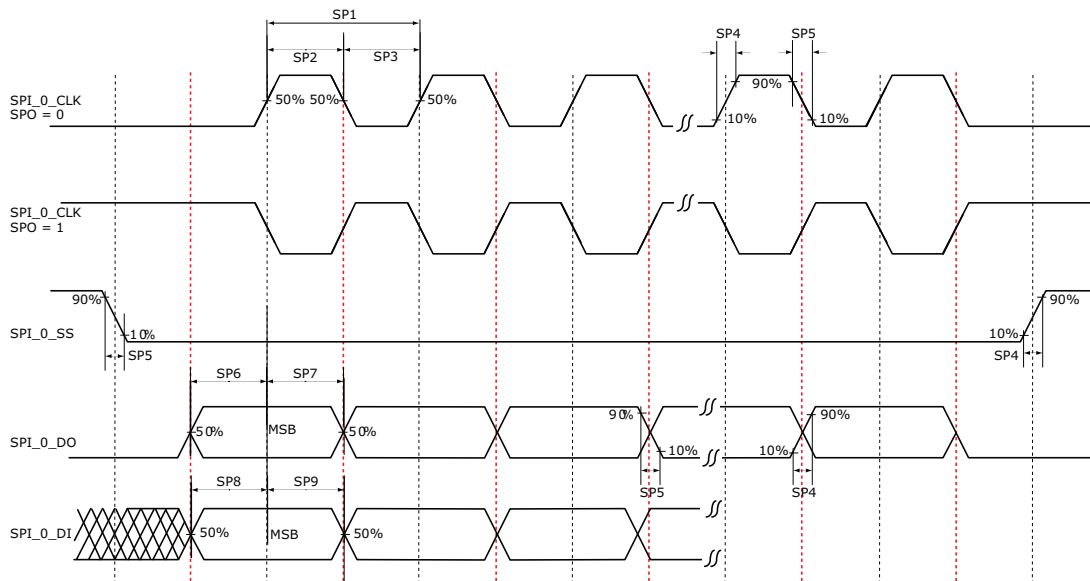 SP1
SP2 SP3
SP4 SP5
SPI_0_CLK
SPO = 0
50% 50% 50%
90%
10% 10%
SPI_0_CLK
SPO = 1
90%
SPI_0_SS
10%
SP5
90%
10%
SP4
SP6 SP7
SPI_0_DO
50% MSB 50%
90%
10%
SP5
90%
10%
SP4
SP8 SP9
SPI_0_DI
50% MSB 50%